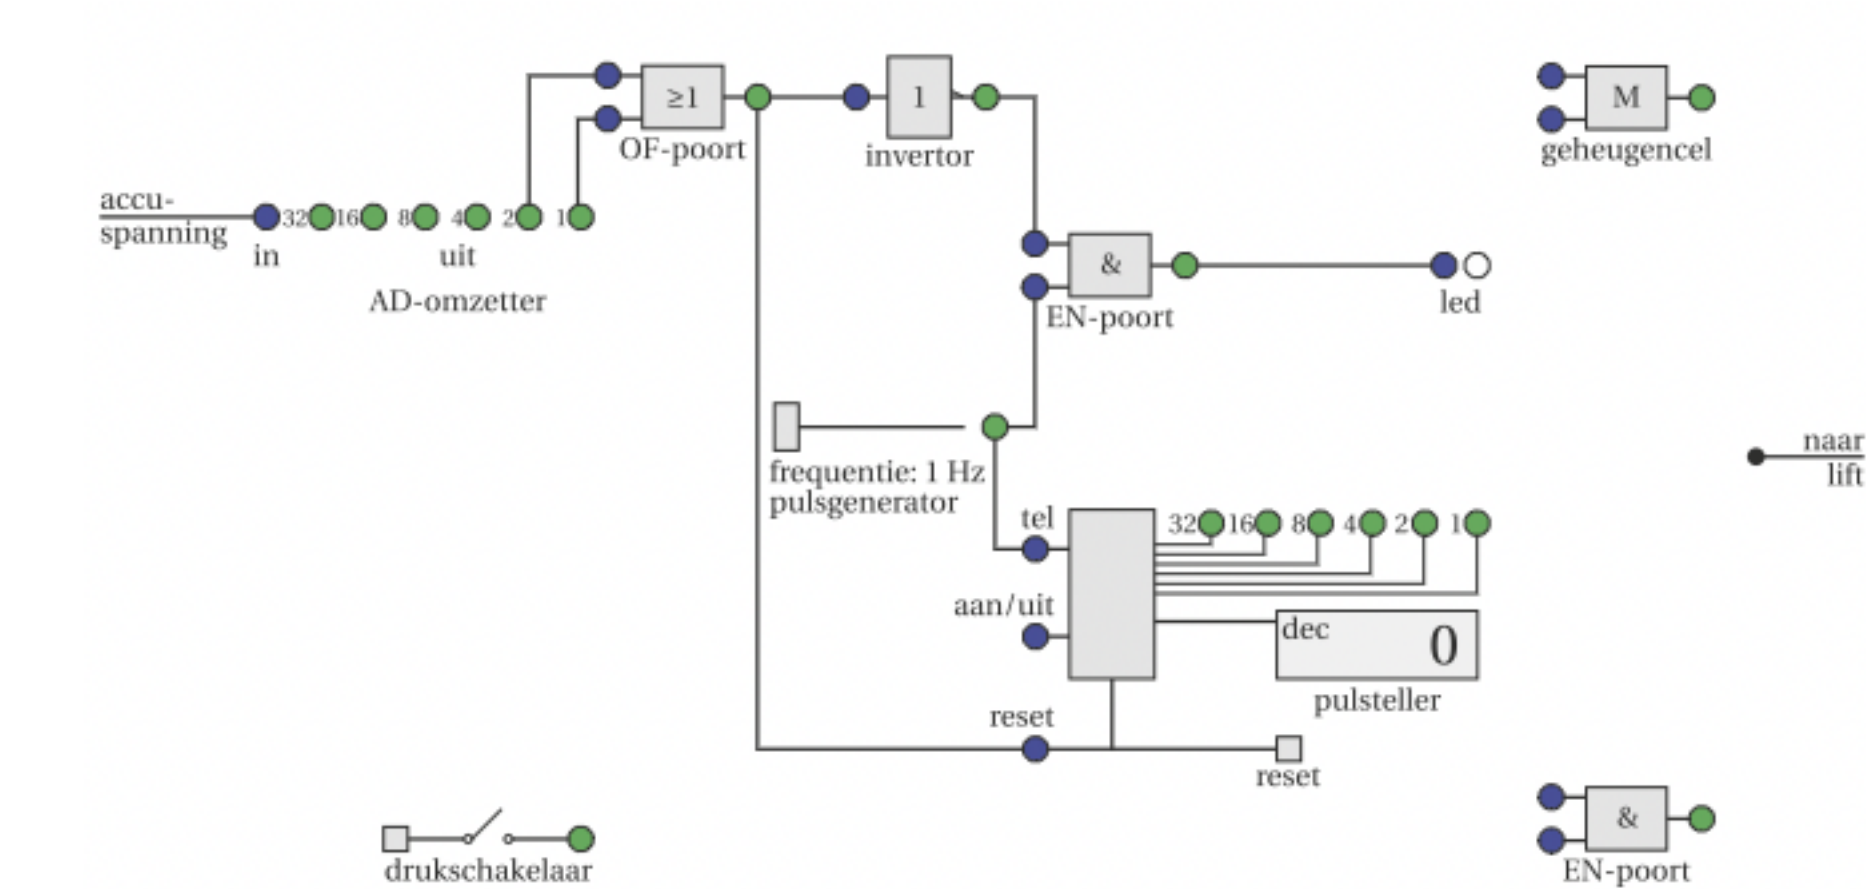 ≥1
OF-poort
1
invertor
M
geheugencel
accu-
spanning
in
32 16 8 4 2 1
uit
AD-omzetter
&
EN-poort
led
frequentie: 1 Hz
pulsgenerator
naar
lift
tel
32 16 8 4 2 1
aan/uit
dec
0
pulsteller
reset
reset
drukschakelaar
&
EN-poort